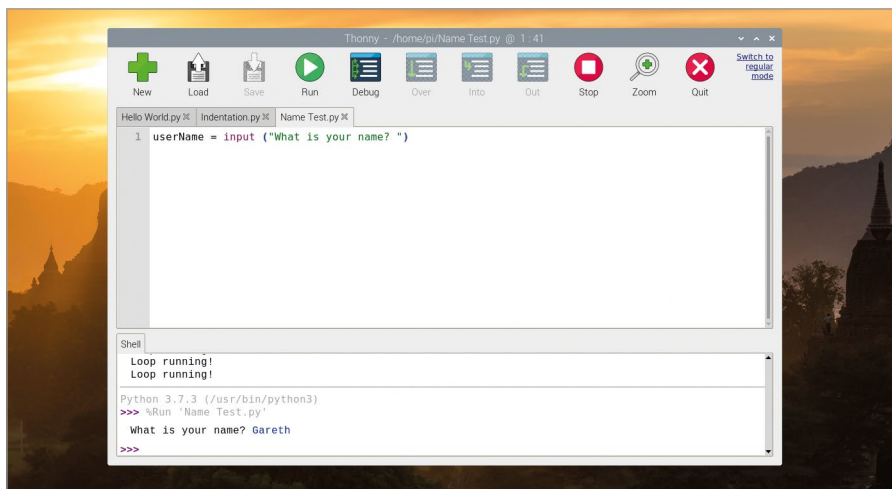 Thonny - /home/pi/Name Test.py @ 1:41
Switch to
regular
mode
New Load Save Run Debug Over Into Out Stop Zoom Quit
Hello World.py Indentation.py Name Test.py
1 userName = input ("What is your name? ")
Shell
Loop running!
Loop running!
Python 3.7.3 (/usr/bin/python3)
>>> %Run 'Name Test.py'
What is your name? Gareth
>>>